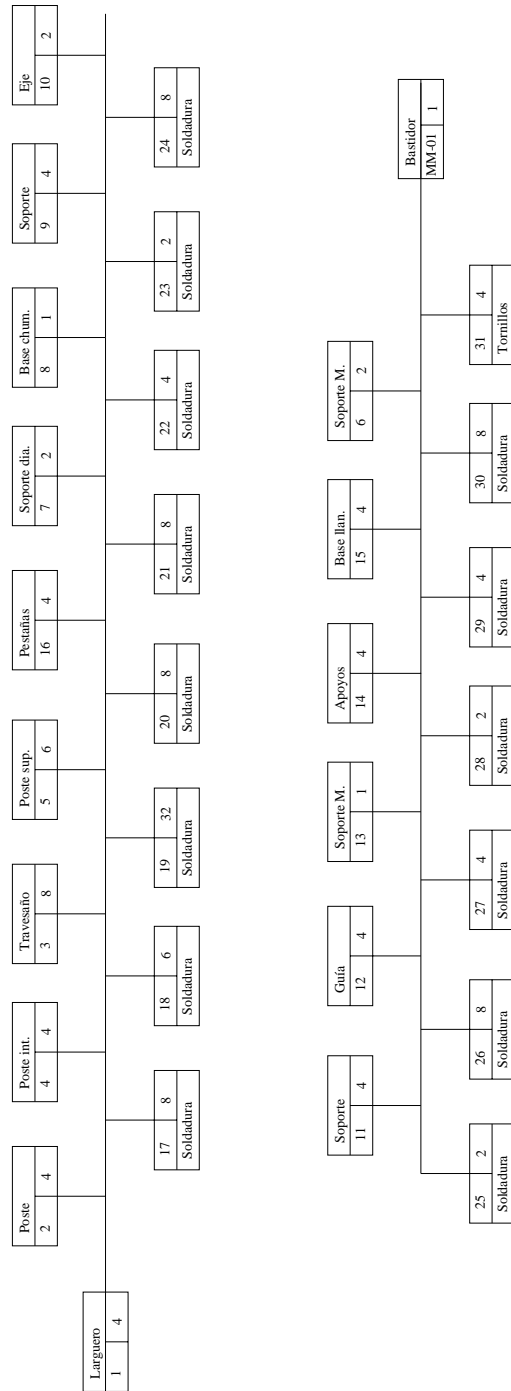 Larguero
1 4
Poste
2 4
Poste int.
4 4
Travesaño
3 8
Poste sup.
5 6
Pestañas
16 4
Soporte dia.
7 2
Base chum.
8 1
Soporte
9 4
Eje
10 2
17 8
Soldadura
18 6
Soldadura
19 32
Soldadura
20 8
Soldadura
21 8
Soldadura
22 4
Soldadura
23 2
Soldadura
24 8
Soldadura
Soporte
11 4
Guía
12 4
Soporte M.
13 1
Apoyos
14 4
Base llan.
15 4
Soporte M.
6 2
Bastidor
MM-01 1
25 2
Soldadura
26 8
Soldadura
27 4
Soldadura
28 2
Soldadura
29 4
Soldadura
30 8
Soldadura
31 4
Tornillos